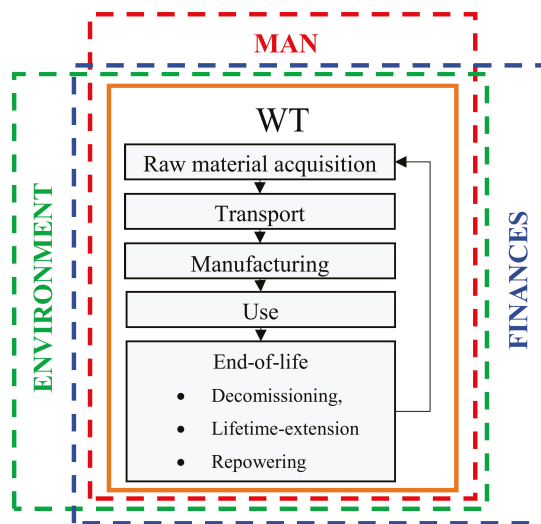 MAN
WT
Raw material acquisition
Transport
Manufacturing
Use
End-of-life
• Decomissioning,
• Lifetime-extension
• Repowering
ENVIRONMENT
FINANCES